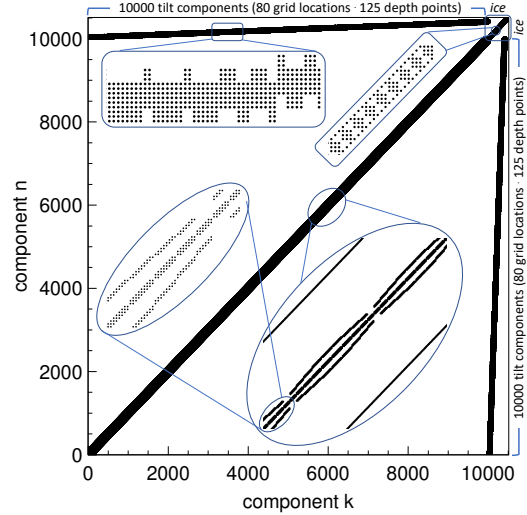 10000 tilt components (80 grid locations · 125 depth points)
ice
ice
10000 tilt components (80 grid locations · 125 depth points)
10000
8000
6000
4000
2000
0
component n
0 2000 4000 6000 8000 10000
component k